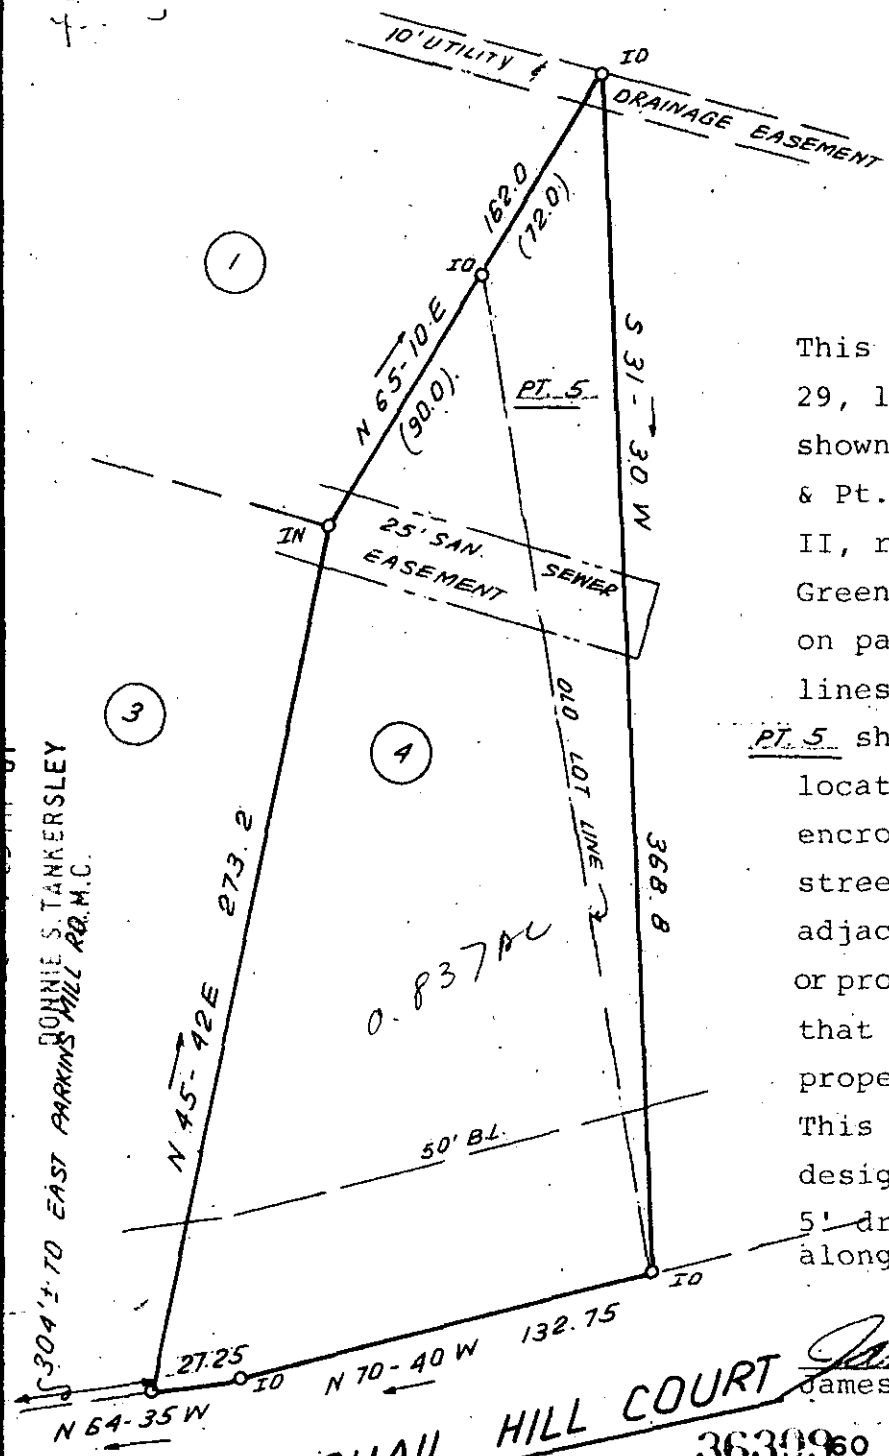 10' UTILITY &
DRAINAGE EASEMENT
IO
162.0
(72.0)
IO
1
N 65-10 E
(90.0)
PT. 5
S 31-30 W
IN
25' SAN. SEWER
EASEMENT
3
4
OLD LOT LINE
PT. 5
273.2
368.8
0.837 AC
N 45-42 E
50' B.L.
DONNIE S. TANKERSLEY
R.M.C.
304'± TO EAST PARKINS MILL RD.
27.25
IO
132.75
IO
N 64-35 W
N 70-40 W
HILL COURT
This
29, l
shown
& Pt.
II, r
Green
on pa
lines
sh
locat
encro
stree
adjac
or pro
that
prope
This
desig
5' dr
along
James
60